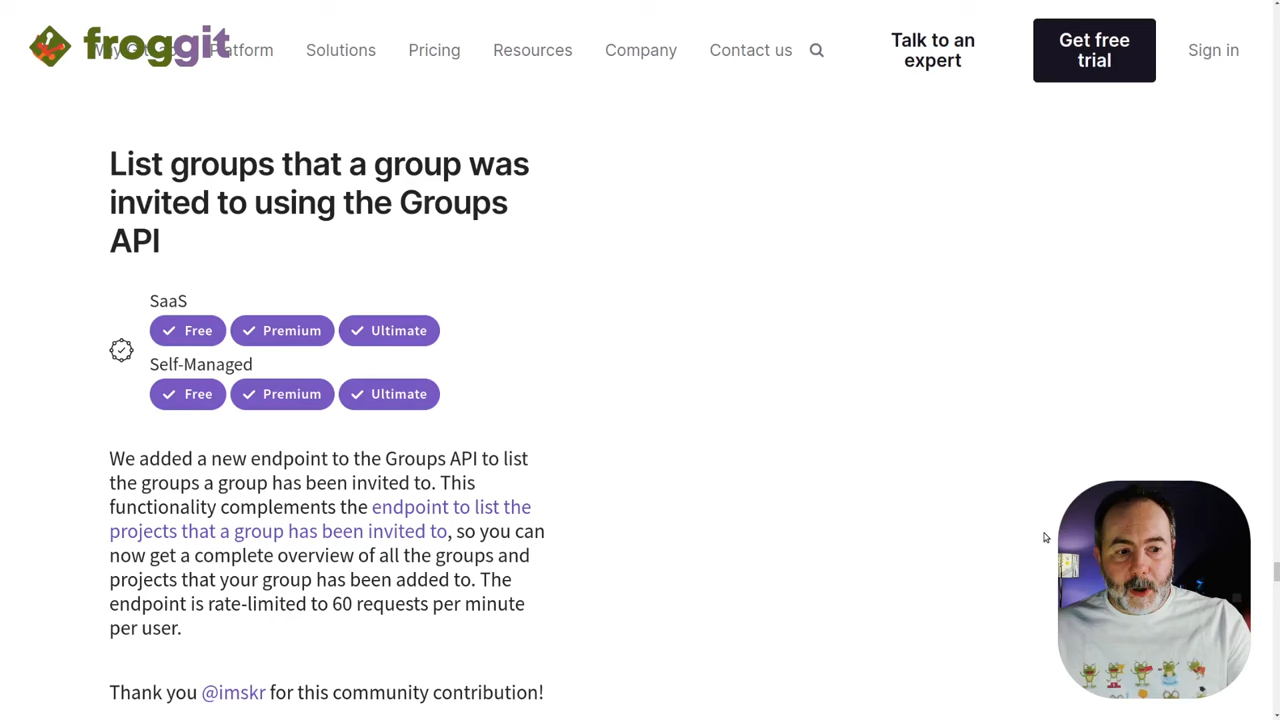 froggit
Platform
Solutions
Pricing
Resources
Company
Contact us
Talk to an
expert
Get free
trial
Sign in
List groups that a group was
invited to using the Groups
API
SaaS
Free
Premium
Ultimate
Self-Managed
Free
Premium
Ultimate
We added a new endpoint to the Groups API to list
the groups a group has been invited to. This
functionality complements the endpoint to list the
projects that a group has been invited to, so you can
now get a complete overview of all the groups and
projects that your group has been added to. The
endpoint is rate-limited to 60 requests per minute
per user.
Thank you @imskr for this community contribution!